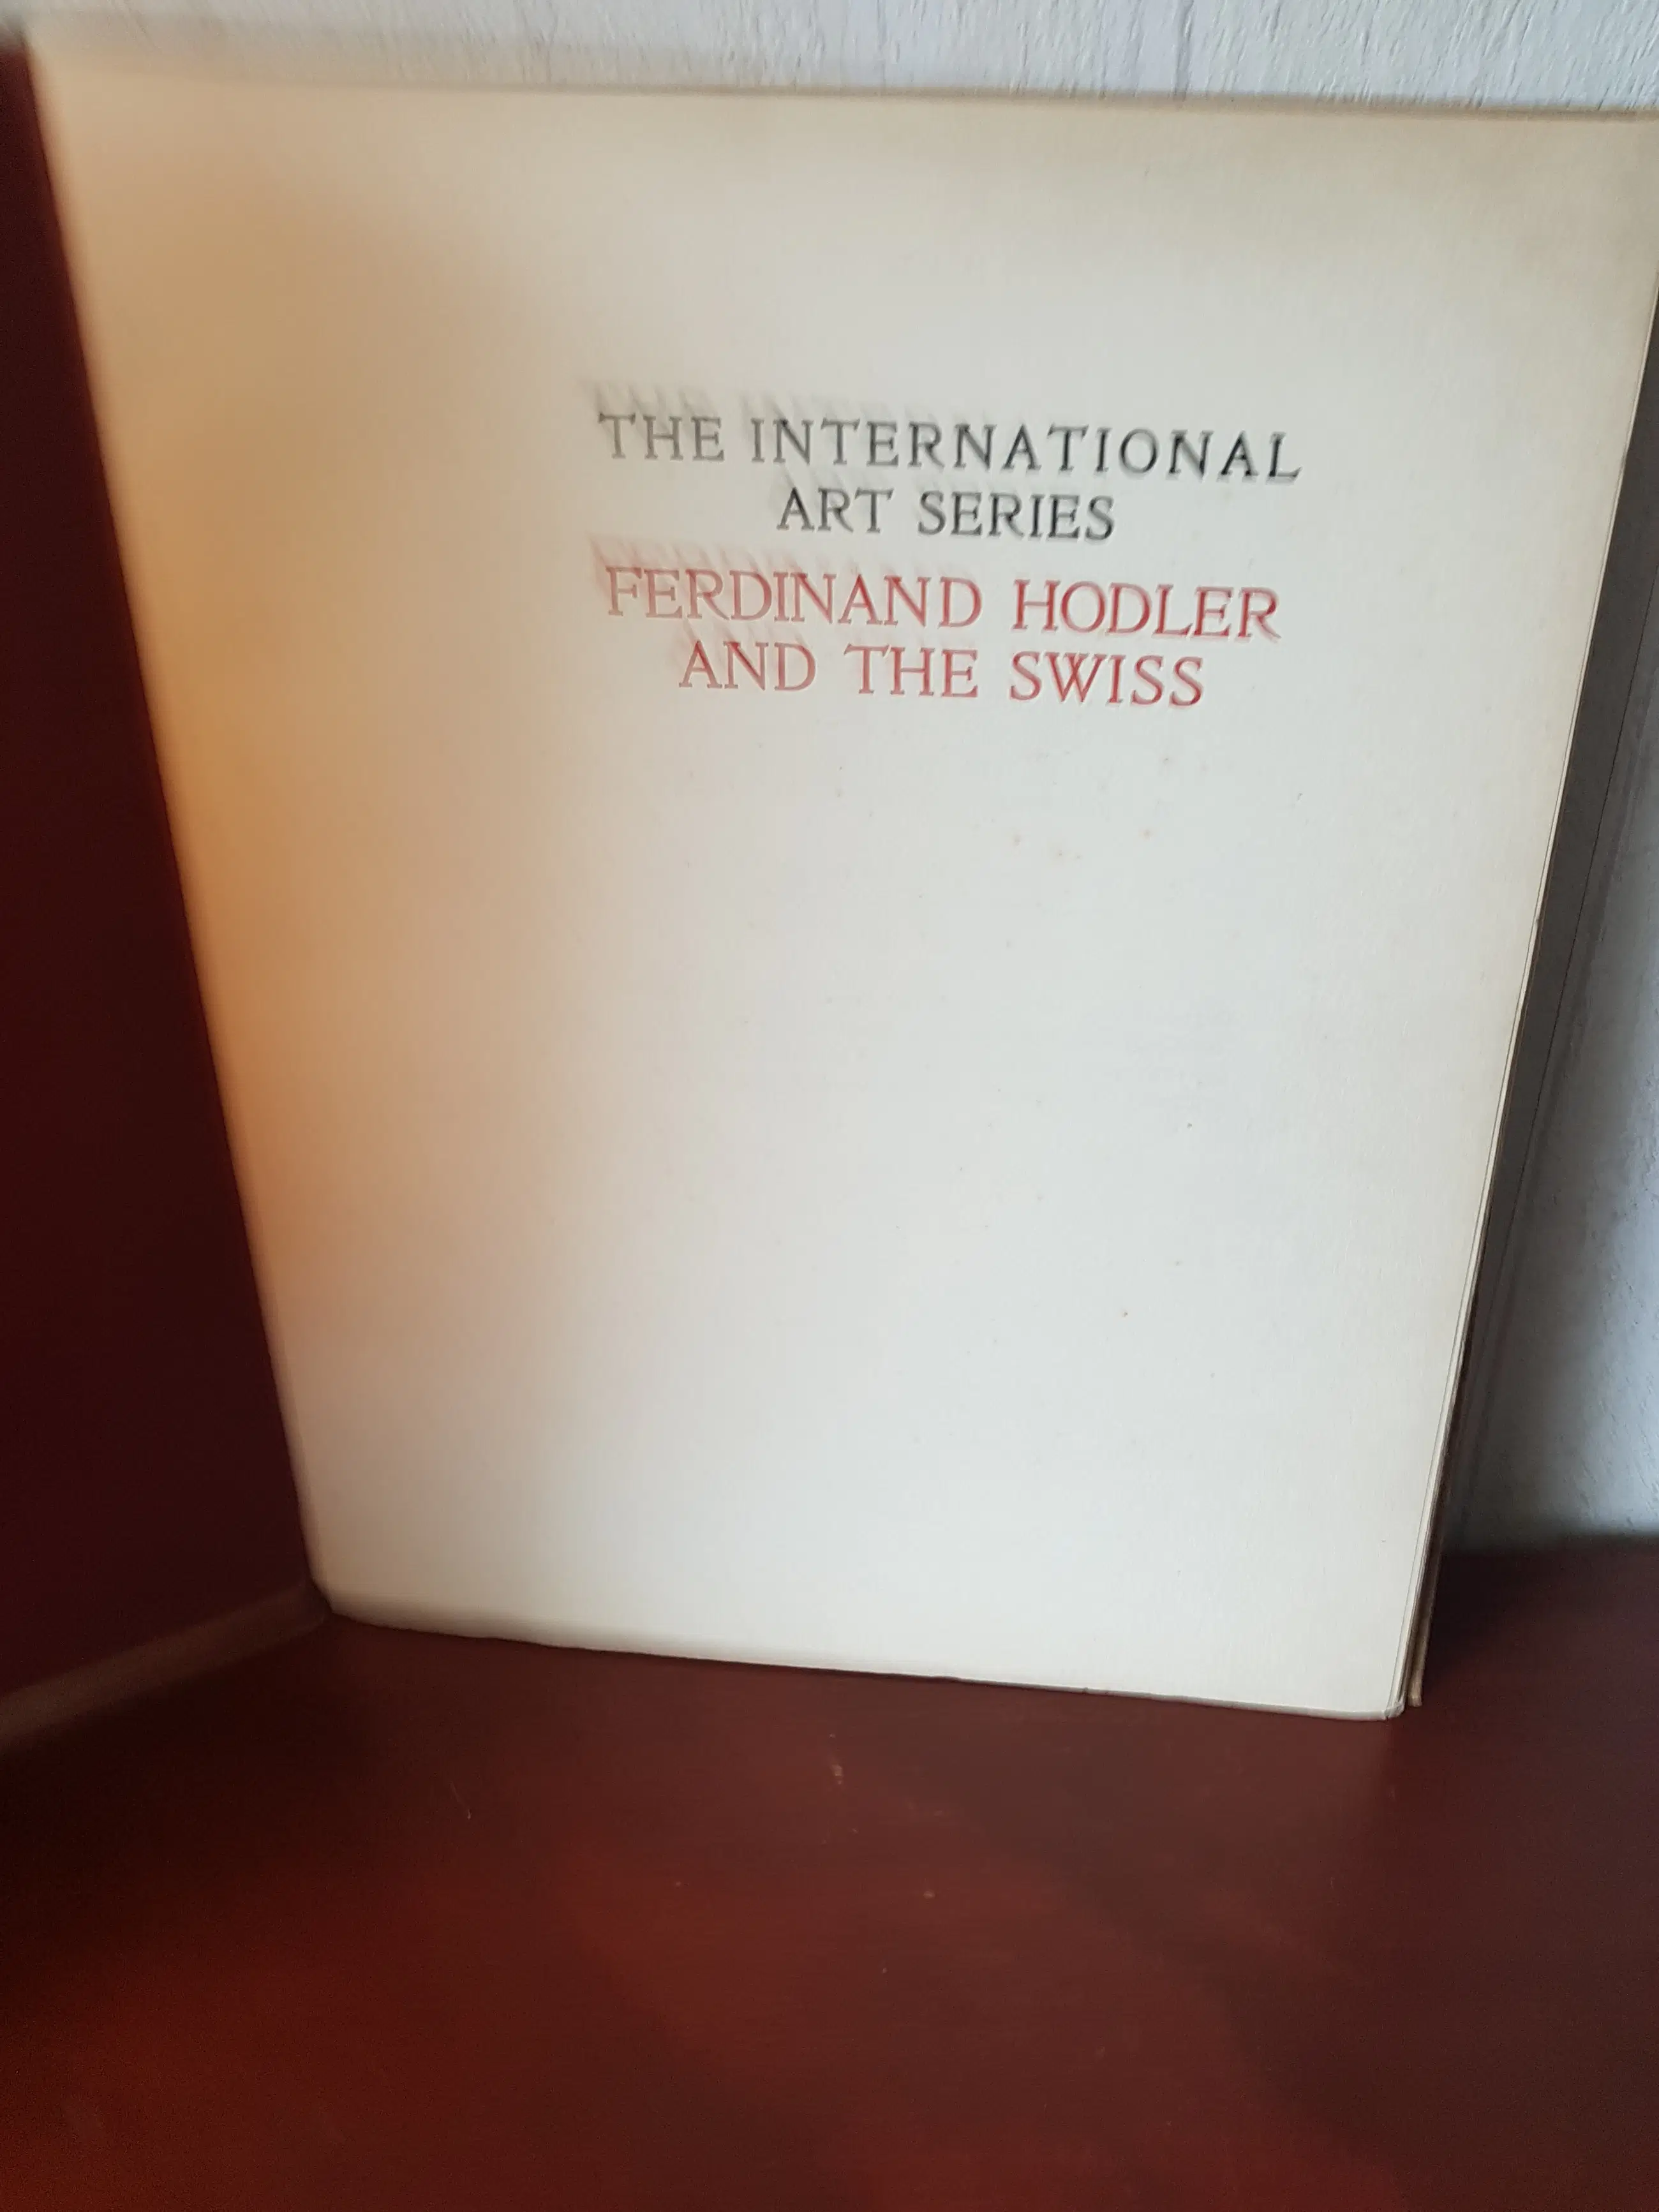 THE INTERNATIONAL
ART SERIES
FERDINAND HODLER
AND THE SWISS